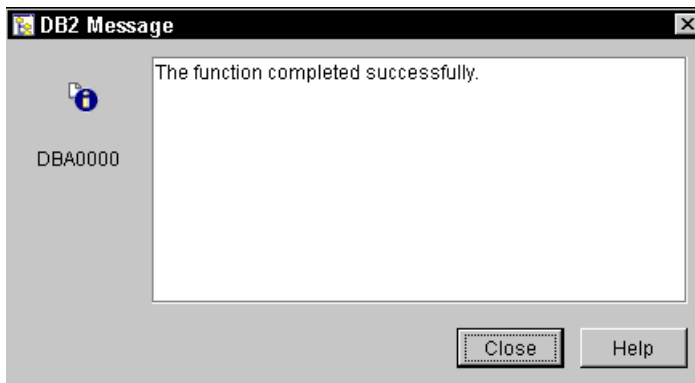 DB2 Message
The function completed successfully.
DBA0000
Close
Help